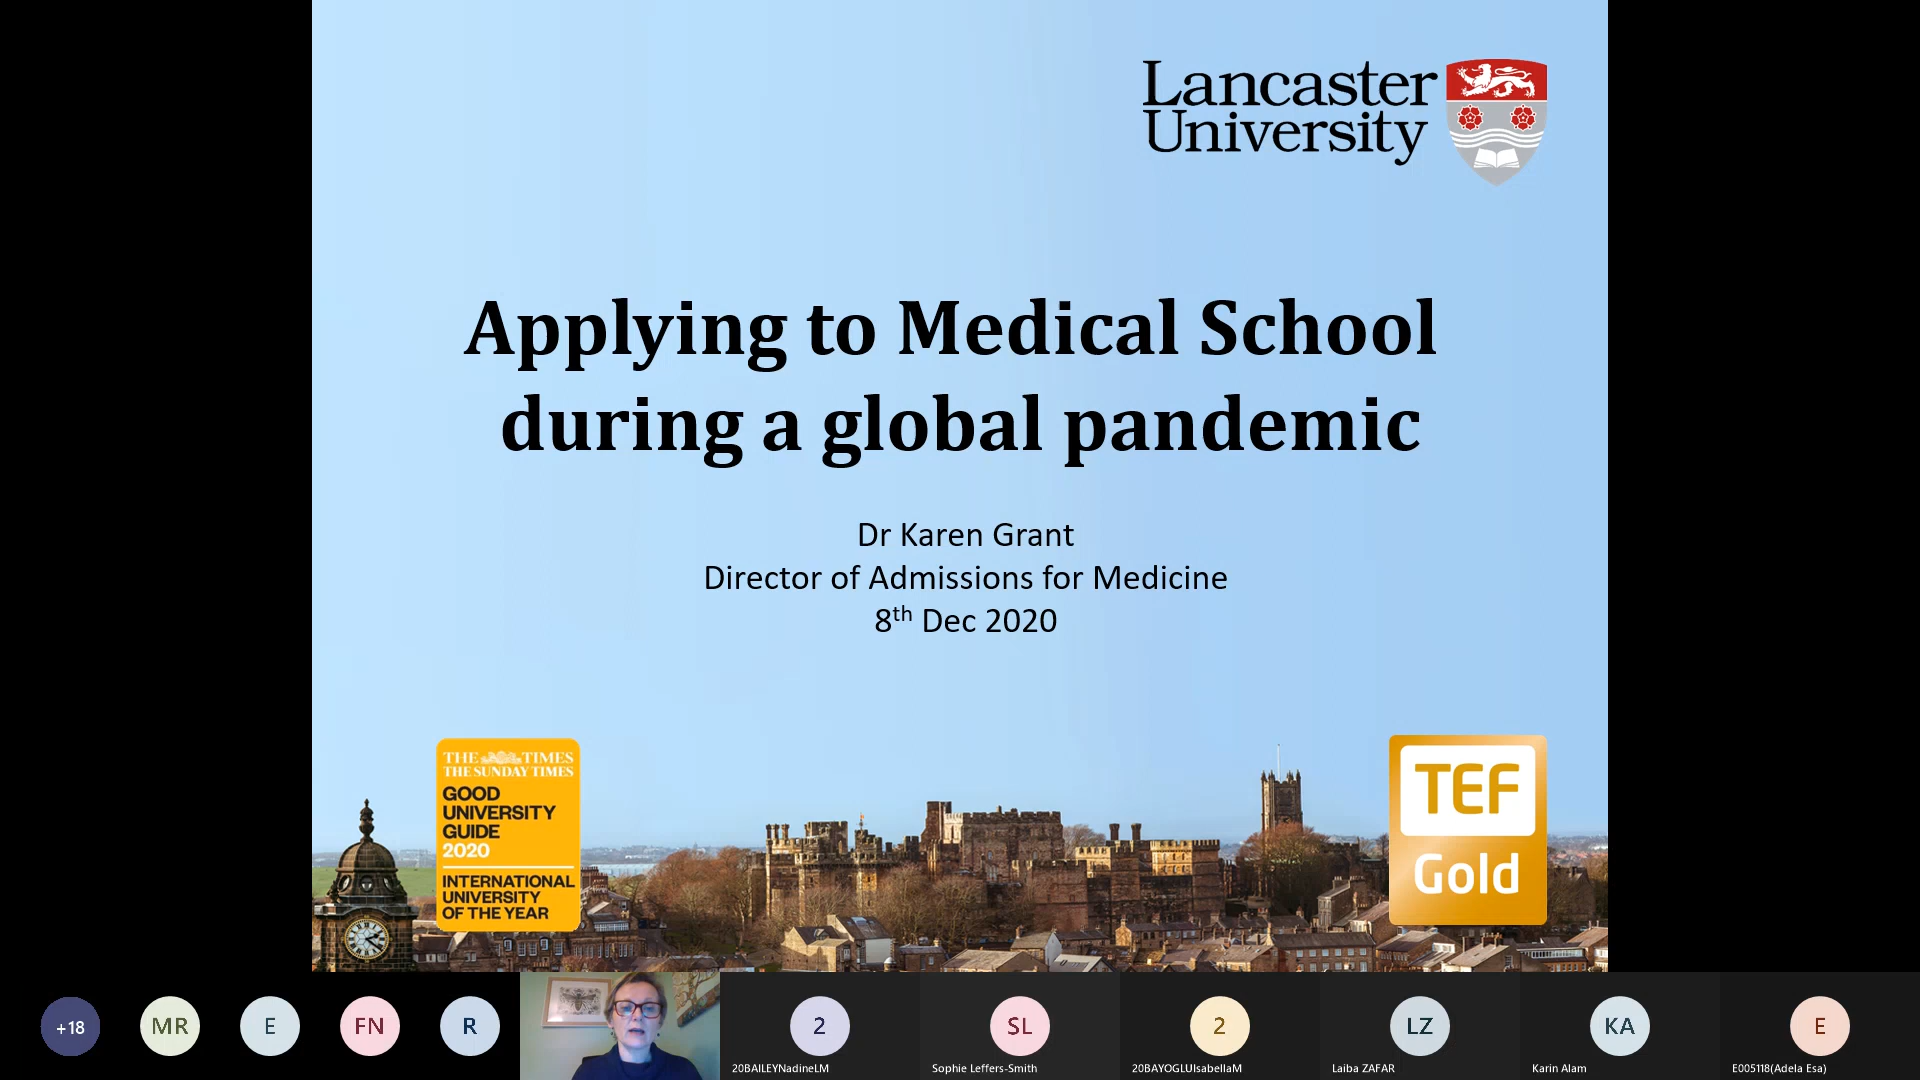 Lancaster
University
Applying to Medical School
during a global pandemic
Dr Karen Grant
Director of Admissions for Medicine
8th Dec 2020
THE TIMES
THE SUNDAY TIMES
GOOD
UNIVERSITY
GUIDE
2020
INTERNATIONAL
UNIVERSITY
OF THE YEAR
TEF
Gold
+18
MR
E
FN
R
2
20BAILEYNadineLM
SL
Sophie Leffers-Smith
2
20BAYOGLUIsabellaM
LZ
Laiba ZAFAR
KA
Karin Alam
E
E005118(Adela Esa)